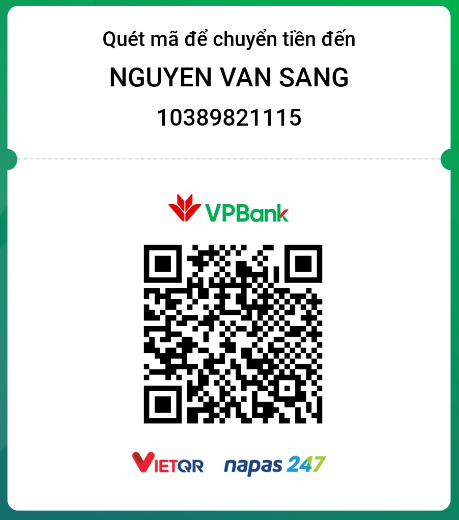 Quét mã để chuyển tiền đến
NGUYEN VAN SANG
10389821115
VPBank
VIETQR napas 247